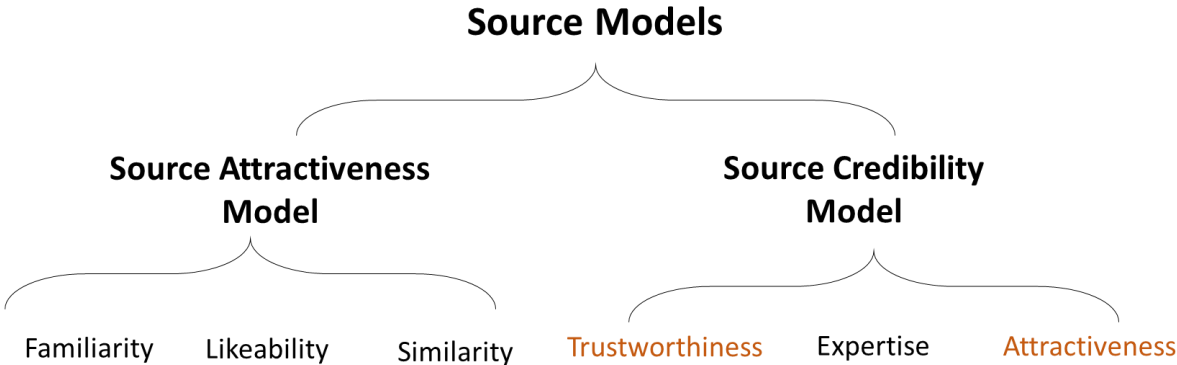 Source Models
Source Attractiveness
Model
Source Credibility
Model
Familiarity
Likeability
Similarity
Trustworthiness
Expertise
Attractiveness